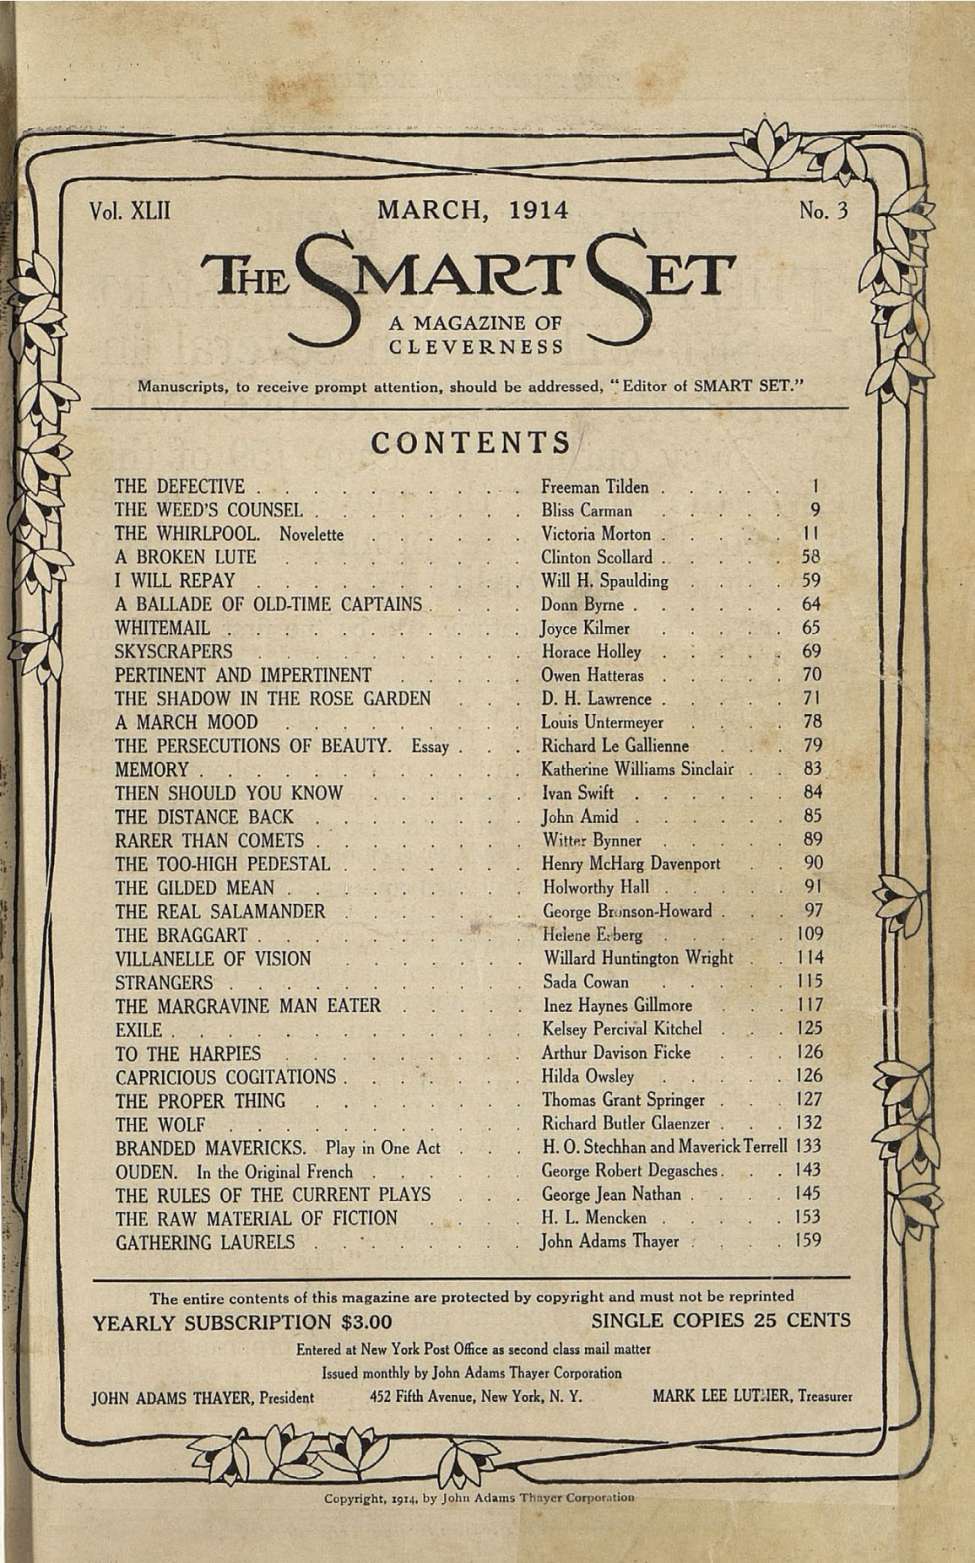 Vol. XLII MARCH, 1914 No. 3
THE SMART SET
A MAGAZINE OF
CLEVERNESS
Manuscripts, to receive prompt attention, should be addressed, "Editor of SMART SET."
CONTENTS
THE DEFECTIVE . . . . . . . . . . Freeman Tilden . . . . . 1
THE WEED'S COUNSEL . . . . . . . . Bliss Carman . . . . . 9
THE WHIRLPOOL. Novelette . . . . . . Victoria Morton . . . . . 11
A BROKEN LUTE . . . . . . . . . Clinton Scollard . . . . . 58
I WILL REPAY . . . . . . . . . . Will H. Spaulding . . . . 59
A BALLADE OF OLD-TIME CAPTAINS . . . . Donn Byrne . . . . . . 64
WHITEMAIL . . . . . . . . . . . Joyce Kilmer . . . . . 65
SKYSCRAPERS . . . . . . . . . . Horace Holley . . . . . 69
PERTINENT AND IMPERTINENT . . . . . Owen Hatteras . . . . . 70
THE SHADOW IN THE ROSE GARDEN . . . D. H. Lawrence . . . . . 71
A MARCH MOOD . . . . . . . . . Louis Untermeyer . . . . 78
THE PERSECUTIONS OF BEAUTY. Essay . . . Richard Le Gallienne . . . 79
MEMORY . . . . . . . . . . . . Katherine Williams Sinclair . . 83
THEN SHOULD YOU KNOW . . . . . . Ivan Swift . . . . . . 84
THE DISTANCE BACK . . . . . . . . John Amid . . . . . . 85
RARER THAN COMETS . . . . . . . . Witter Bynner . . . . . 89
THE TOO-HIGH PEDESTAL . . . . . . . Henry McHarg Davenport . . 90
THE GILDED MEAN . . . . . . . . . Holworthy Hall . . . . . 91
THE REAL SALAMANDER . . . . . . . George Bronson-Howard . . . 97
THE BRAGGART . . . . . . . . . . Helene . . . . . 109
VILLANELLE OF VISION . . . . . . . Willard Huntington Wright . . 114
STRANGERS . . . . . . . . . . . Sada Cowan . . . . . 115
THE MARGRAVINE MAN EATER . . . . . Inez Haynes Gillmore . . . 117
EXILE . . . . . . . . . . . . . Kelsey Percival Kitchel . . . 125
TO THE HARPIES . . . . . . . . . Arthur Davison Ficke . . . 126
CAPRICIOUS COGITATIONS . . . . . . . Hilda Owsley . . . . . 126
THE PROPER THING . . . . . . . . Thomas Grant Springer . . . 127
THE WOLF . . . . . . . . . . . Richard Butler Glaenzer . . . 132
BRANDED MAVERICKS. Play in One Act . . . H. O. Stechhan and Maverick Terrell 133
OUDEN. In the Original French . . . . . . George Robert Degasches . . . 143
THE RULES OF THE CURRENT PLAYS . . . George Jean Nathan . . . . 145
THE RAW MATERIAL OF FICTION . . . . H. L. Mencken . . . . . 153
GATHERING LAURELS . . . . . . . . John Adams Thayer . . . . 159
The entire contents of this magazine are protected by copyright and must not be reprinted
YEARLY SUBSCRIPTION $3.00 SINGLE COPIES 25 CENTS
Entered at New York Post Office as second class mail matter
Issued monthly by John Adams Thayer Corporation
JOHN ADAMS THAYER, President 452 Fifth Avenue, New York, N. Y. MARK LEE LUTHER, Treasurer
Copyright, 1914, by John Adams Thayer Corporation